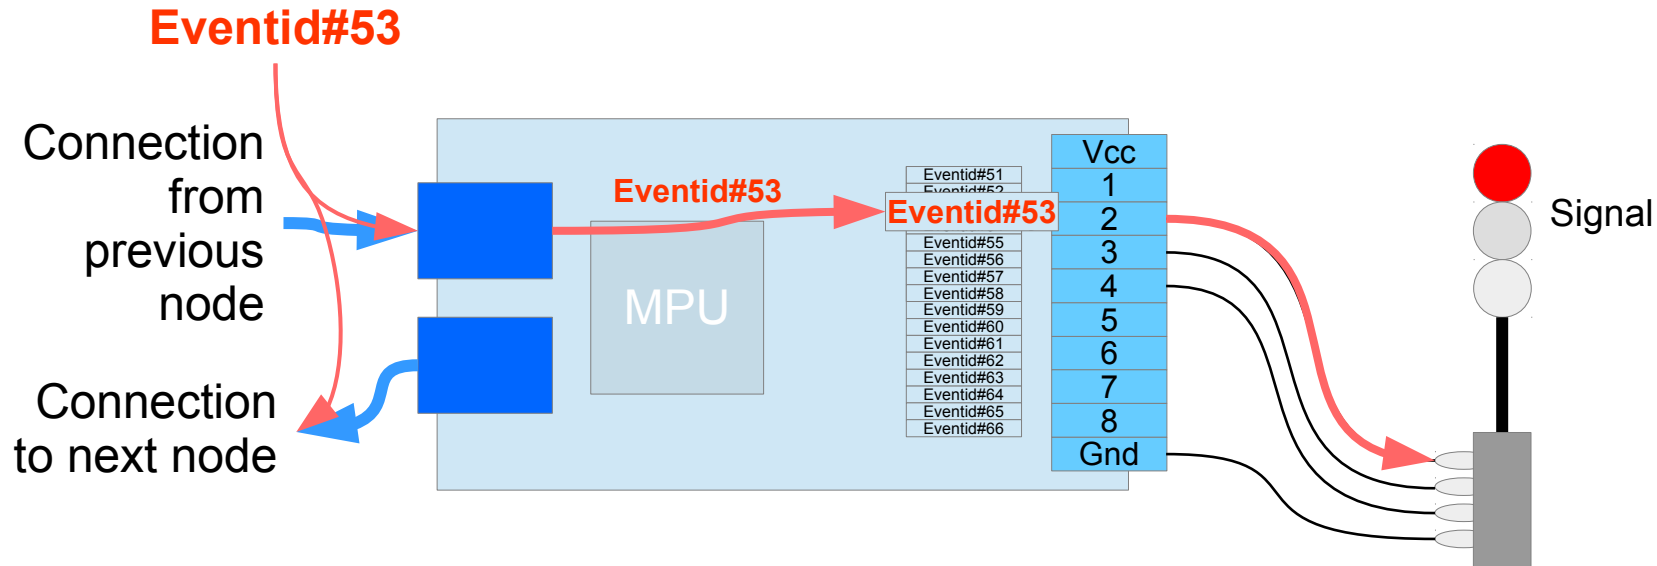 Eventid#53
Connection
from
previous
node
Connection
to next node
Eventid#53
MPU
Eventid#51
Eventid#52
Eventid#53
Eventid#55
Eventid#56
Eventid#57
Eventid#58
Eventid#59
Eventid#60
Eventid#61
Eventid#62
Eventid#63
Eventid#64
Eventid#65
Eventid#66
Vcc
1
2
3
4
5
6
7
8
Gnd
Signal